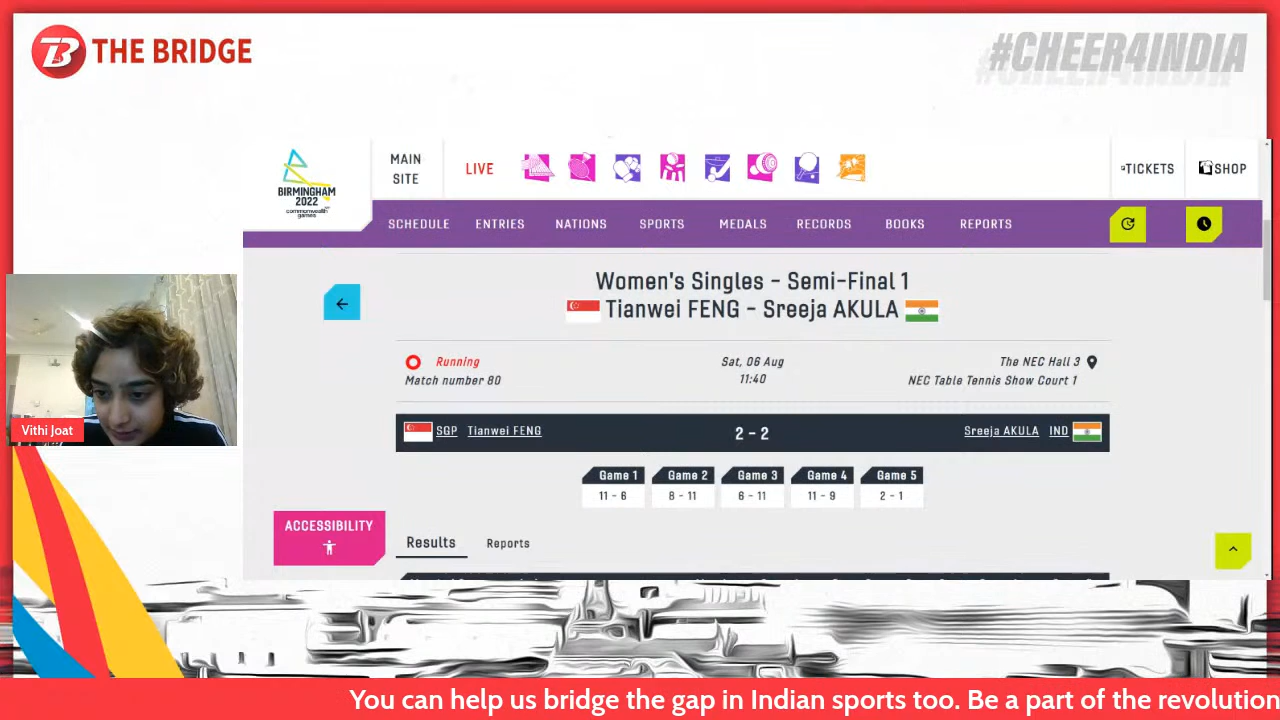 THE BRIDGE
#CHEER4INDIA
BIRMINGHAM
2022
commonwealth
games
MAIN
SITE
LIVE
TICKETS
SHOP
SCHEDULE ENTRIES NATIONS SPORTS MEDALS RECORDS BOOKS REPORTS
Women's Singles - Semi-Final 1
Tianwei FENG - Sreeja AKULA
Running
Sat, 06 Aug
The NEC Hall 3
Match number 80
11:40
NEC Table Tennis Show Court 1
SGP Tianwei FENG 2 - 2 Sreeja AKULA IND
Game 1 Game 2 Game 3 Game 4 Game 5
11 - 6 8 - 11 6 - 11 11 - 9 2 - 1
Vithi Joat
ACCESSIBILITY
Results Reports
You can help us bridge the gap in Indian sports too. Be a part of the revolution